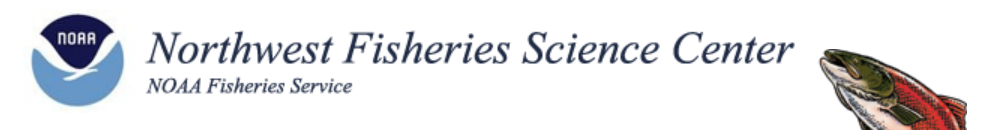 NOAA
Northwest Fisheries Science Center
NOAA Fisheries Service